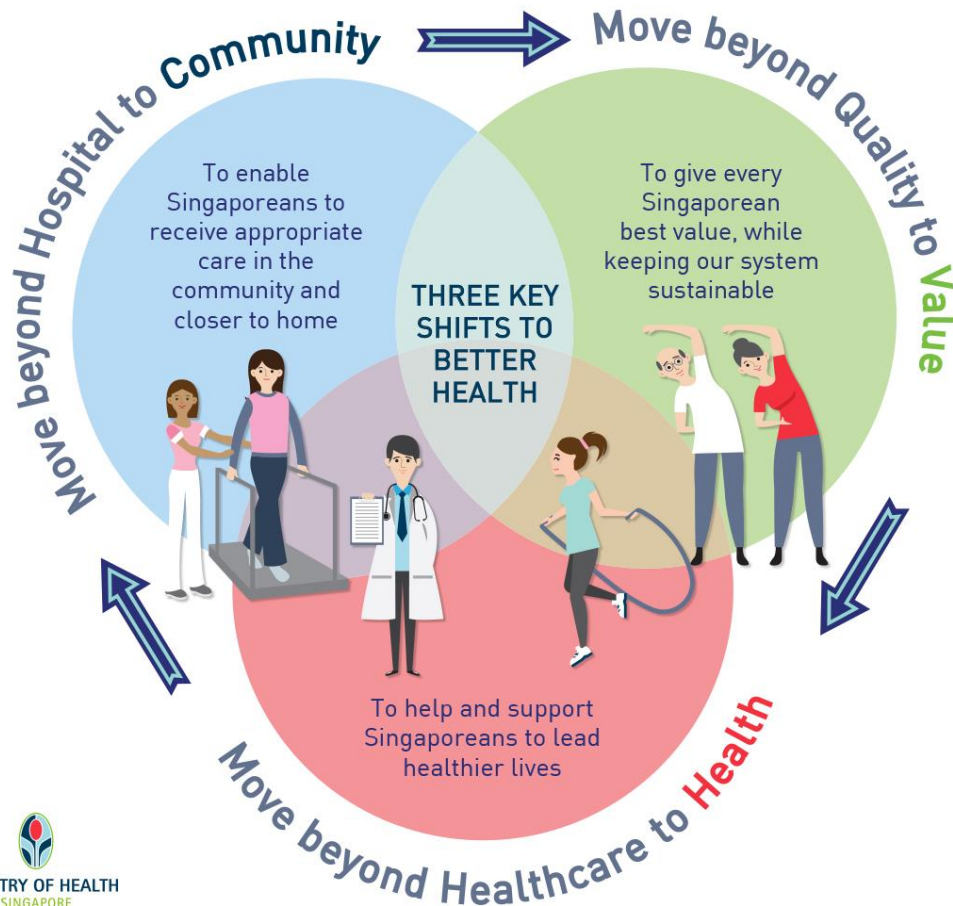 Move beyond Hospital to Community
Move beyond Quality to Value
To enable
Singaporeans to
receive appropriate
care in the
community and
closer to home
To give every
Singaporean
best value, while
keeping our system
sustainable
THREE KEY
SHIFTS TO
BETTER
HEALTH
To help and support
Singaporeans to lead
healthier lives
Move beyond Healthcare to Health
TRY OF HEALTH
SINGAPORE